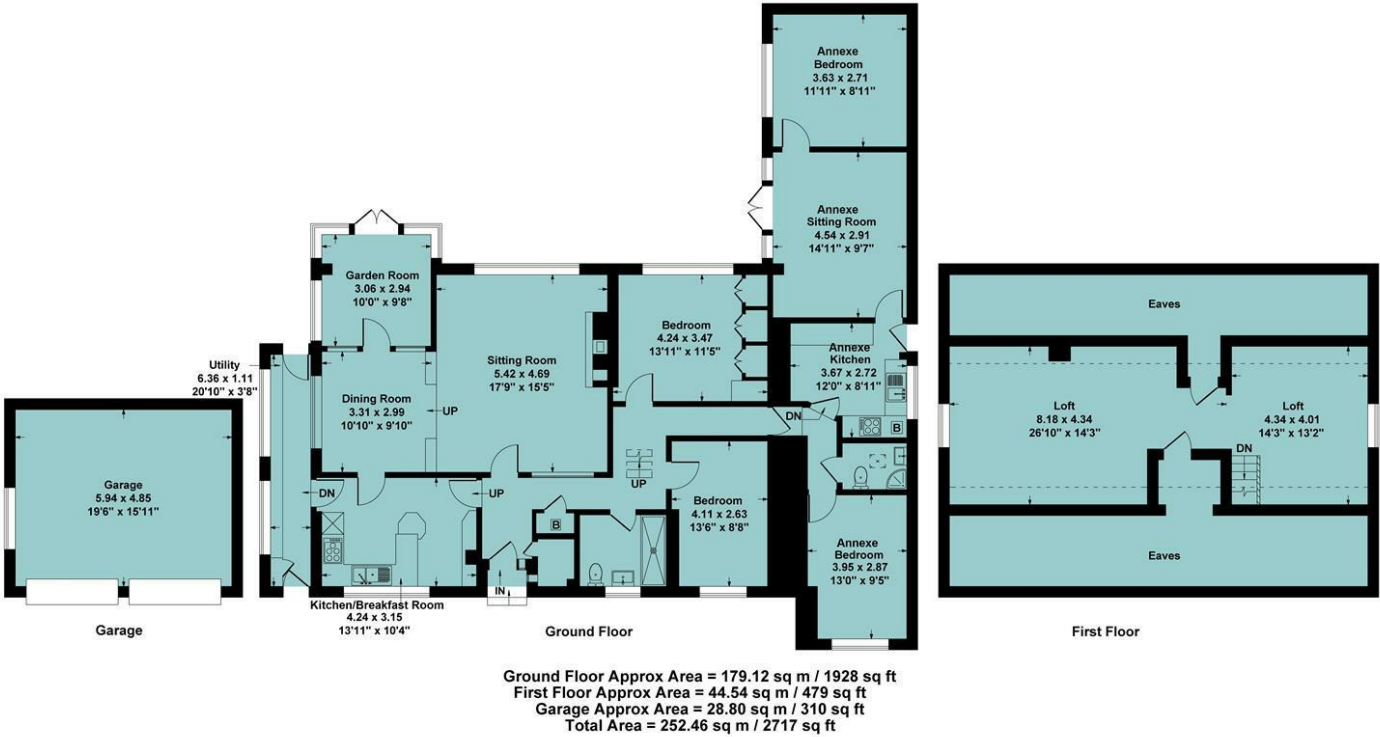 Annexe
Bedroom
3.63 x 2.71
11'11" x 8'11"
Annexe
Sitting Room
4.54 x 2.91
14'11" x 9'7"
Garden Room
3.06 x 2.94
10'0" x 9'8"
Sitting Room
5.42 x 4.69
17'9" x 15'5"
Bedroom
4.24 x 3.47
13'11" x 11'5"
Annexe
Kitchen
3.67 x 2.72
12'0" x 8'11"
B
Utility
6.36 x 1.11
20'10" x 3'8"
Dining Room
3.31 x 2.99
10'10" x 9'10"
UP
DN
Garage
5.94 x 4.85
19'6" x 15'11"
DN
UP
UP
B
Bedroom
4.11 x 2.63
13'6" x 8'8"
Annexe
Bedroom
3.95 x 2.87
13'0" x 9'5"
IN
Kitchen/Breakfast Room
4.24 x 3.15
13'11" x 10'4"
Eaves
Loft
8.18 x 4.34
26'10" x 14'3"
Loft
4.34 x 4.01
14'3" x 13'2"
DN
Eaves
Garage
Ground Floor
First Floor
Ground Floor Approx Area = 179.12 sq m / 1928 sq ft
First Floor Approx Area = 44.54 sq m / 479 sq ft
Garage Approx Area = 28.80 sq m / 310 sq ft
Total Area = 252.46 sq m / 2717 sq ft